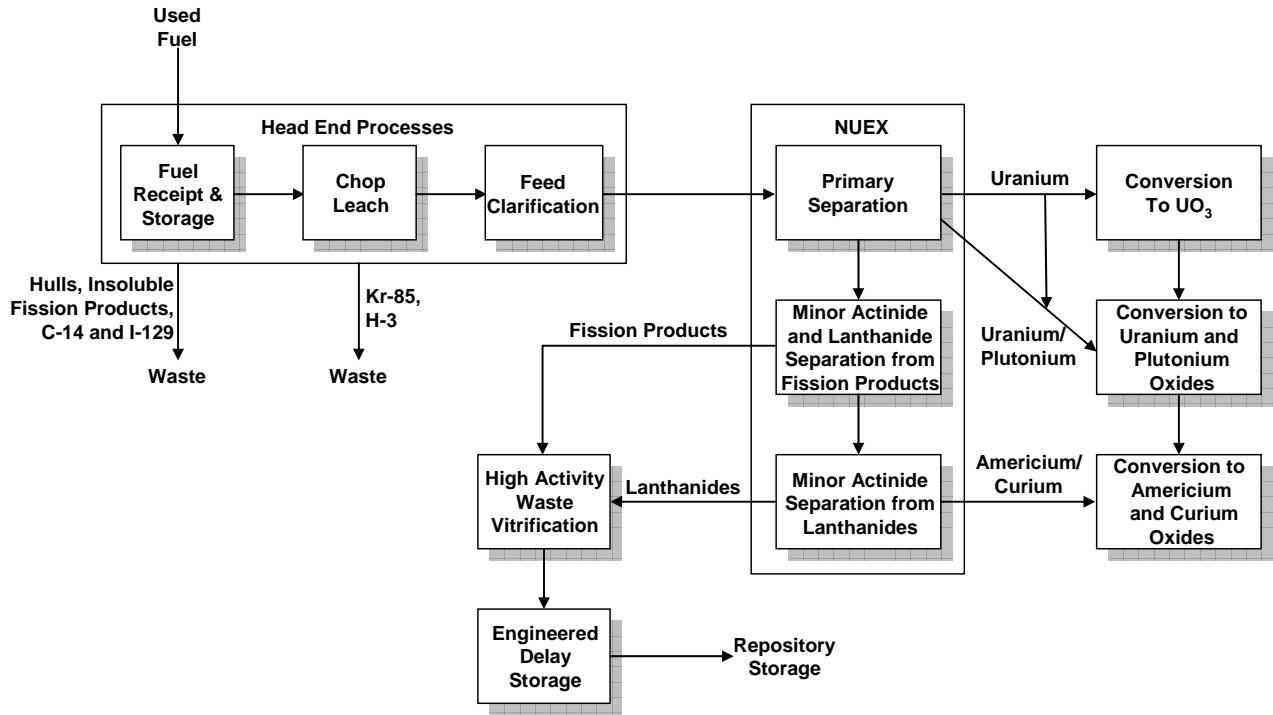 Used
Fuel
Head End Processes
NUEX
Fuel
Receipt &
Storage
Chop
Leach
Feed
Clarification
Primary
Separation
Uranium
Conversion
To UO₃
Hulls, Insoluble
Fission Products,
C-14 and I-129
Waste
Kr-85,
H-3
Waste
Fission Products
Minor Actinide
and Lanthanide
Separation from
Fission Products
Uranium/
Plutonium
Conversion to
Uranium and
Plutonium
Oxides
High Activity
Waste
Vitrification
Lanthanides
Minor Actinide
Separation from
Lanthanides
Americium/
Curium
Conversion to
Americium
and Curium
Oxides
Engineered
Delay
Storage
Repository
Storage